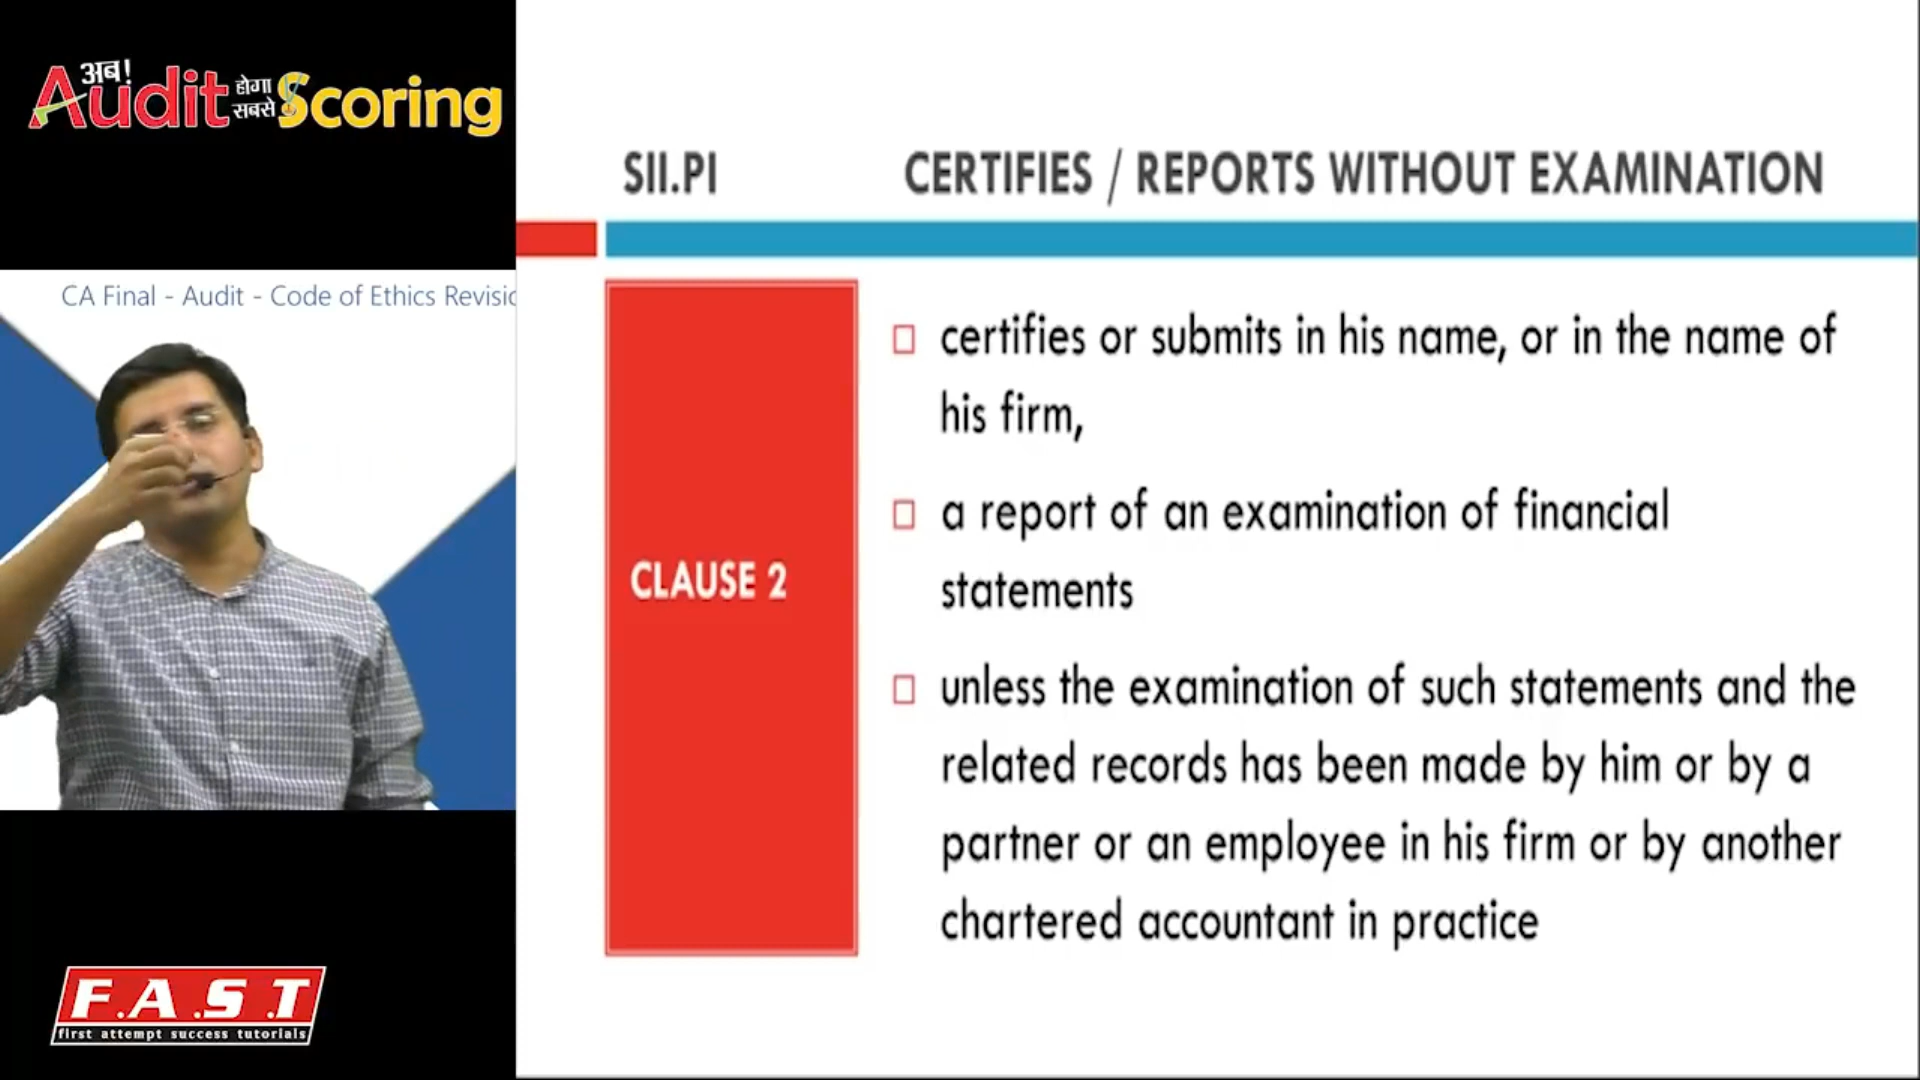 अब!
Audit होगा सबसे Scoring
CA Final - Audit - Code of Ethics Revisio
F.A.S.T
first attempt success tutorials
SII.PI CERTIFIES / REPORTS WITHOUT EXAMINATION
CLAUSE 2
certifies or submits in his name, or in the name of
his firm,
a report of an examination of financial
statements
unless the examination of such statements and the
related records has been made by him or by a
partner or an employee in his firm or by another
chartered accountant in practice